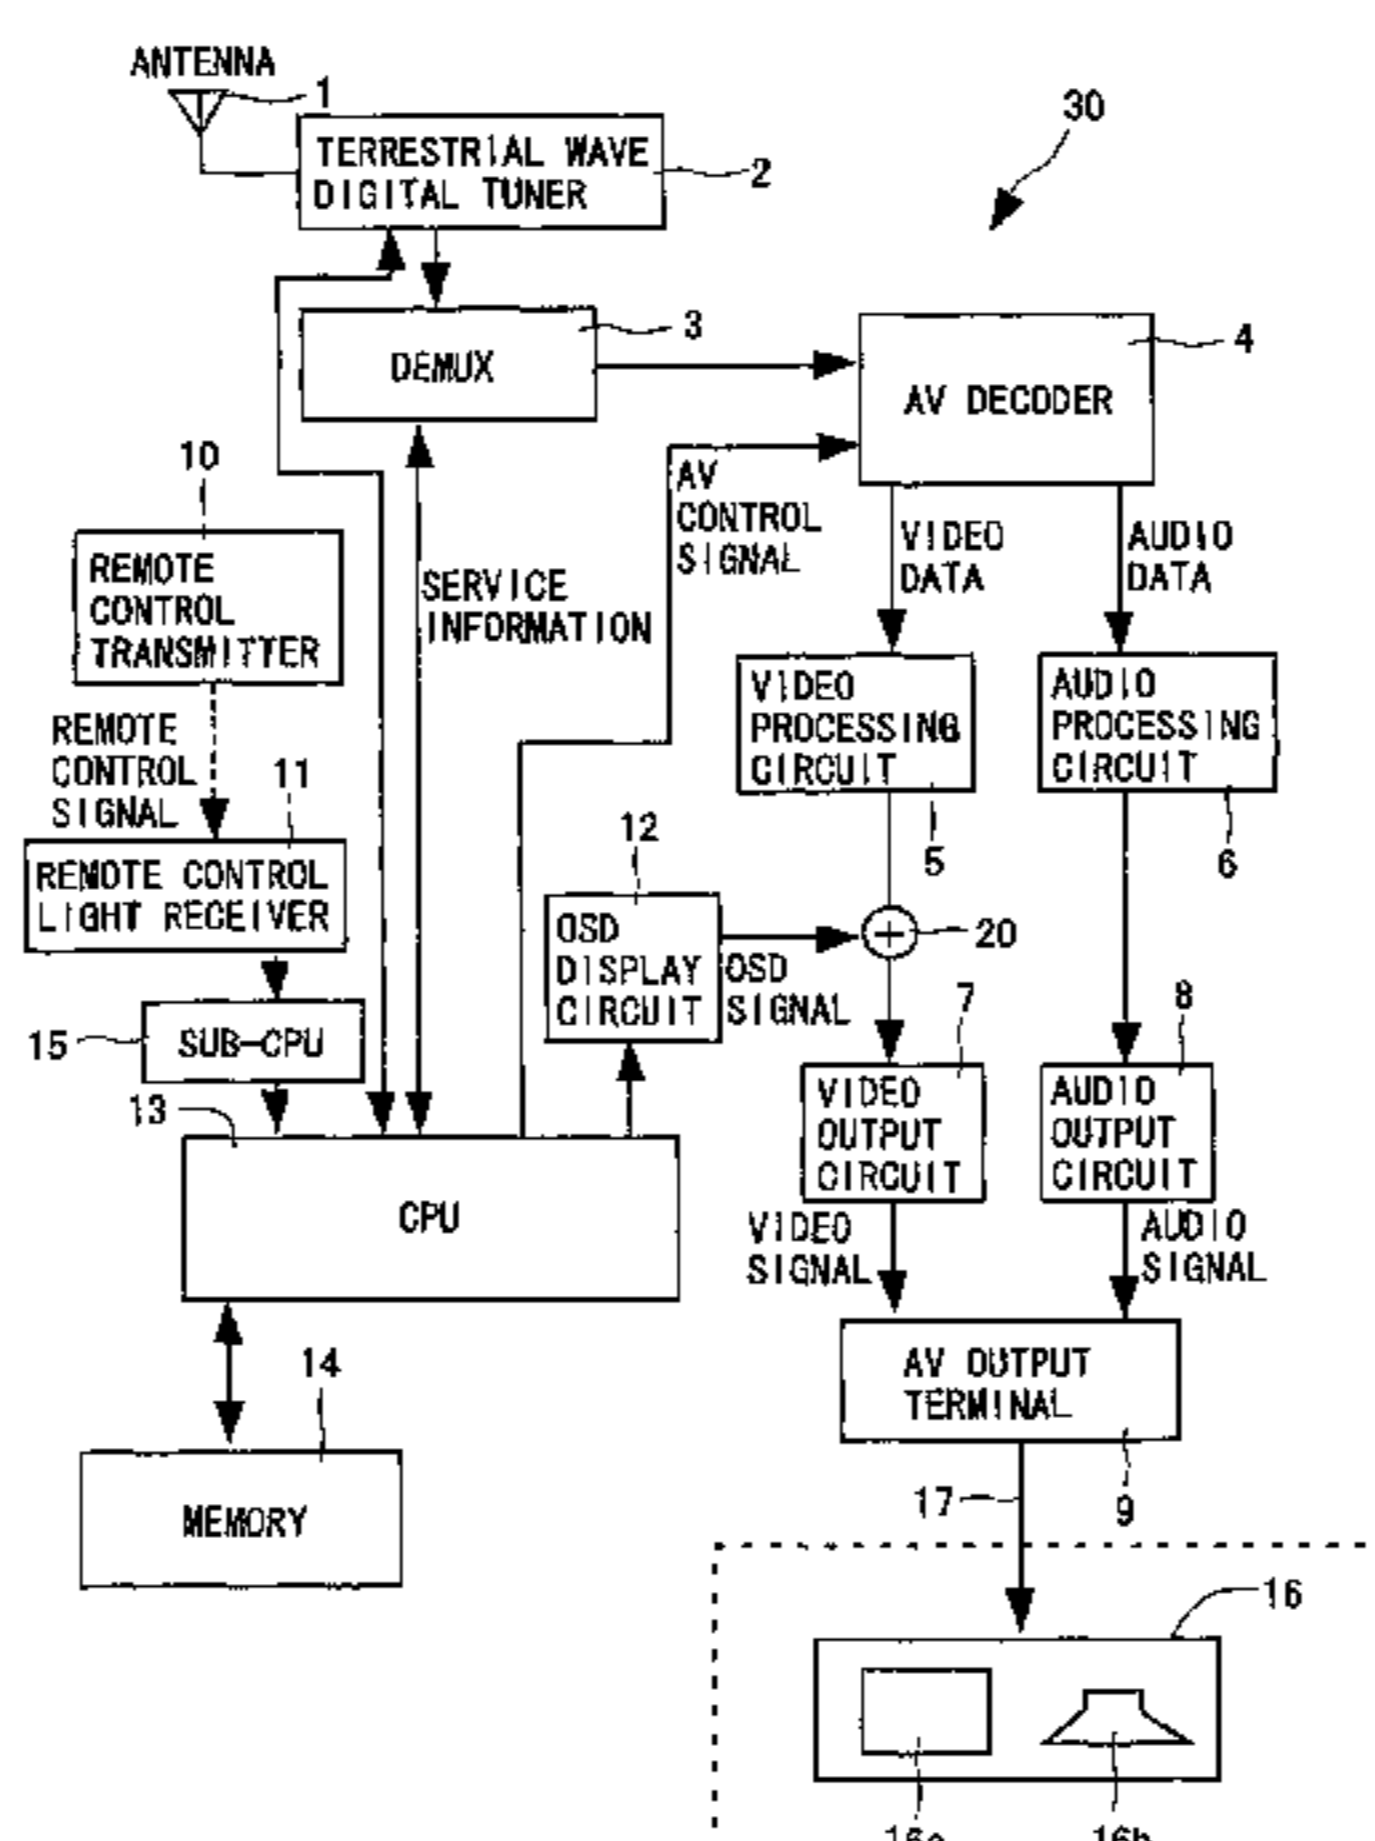 ANTENNA
1
30
TERRESTRIAL WAVE
DIGITAL TUNER
2
DEMUX
3
AV DECODER
4
10
REMOTE
CONTROL
TRANSMITTER
SERVICE
INFORMATION
AV
CONTROL
SIGNAL
VIDEO
DATA
AUDIO
DATA
REMOTE
CONTROL
SIGNAL
11
VIDEO
PROCESSING
CIRCUIT
5
AUDIO
PROCESSING
CIRCUIT
6
REMOTE CONTROL
LIGHT RECEIVER
12
OSD
DISPLAY
CIRCUIT
OSD
SIGNAL
+
20
15
SUB-CPU
13
CPU
7
VIDEO
OUTPUT
CIRCUIT
8
AUDIO
OUTPUT
CIRCUIT
VIDEO
SIGNAL
AUDIO
SIGNAL
14
MEMORY
AV OUTPUT
TERMINAL
9
17
16
16a
16b